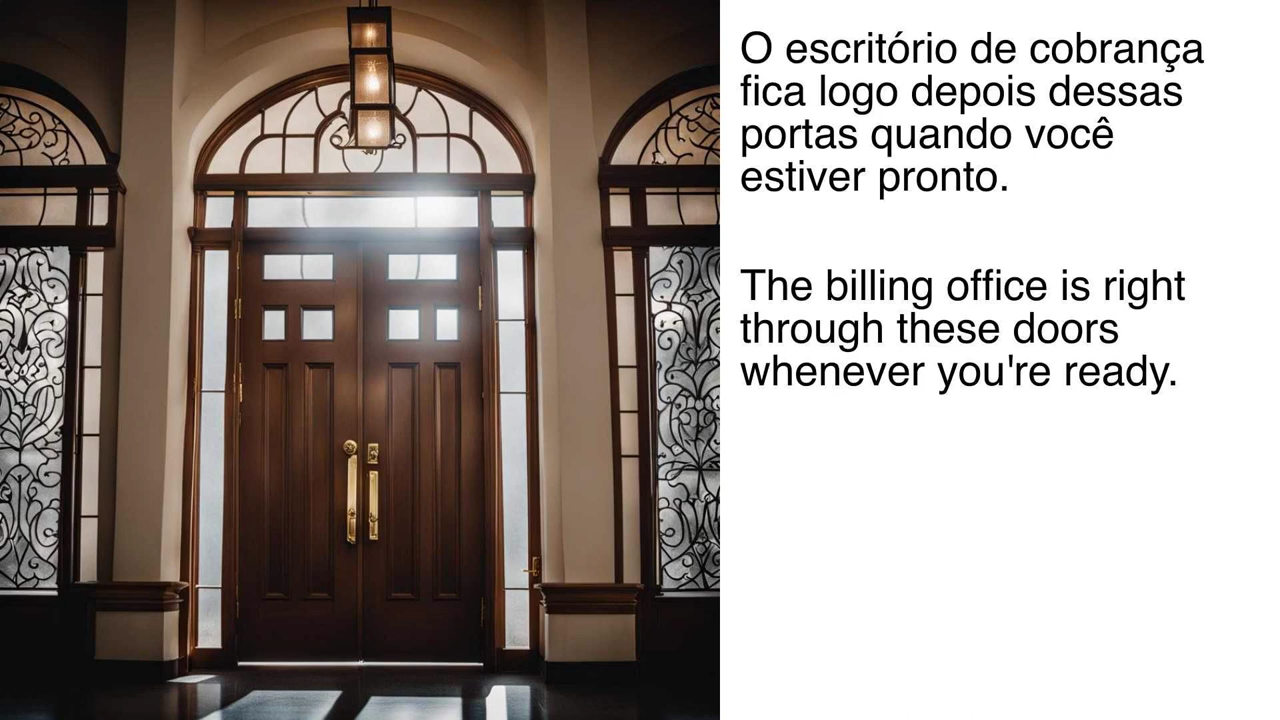 O escritório de cobrança
fica logo depois dessas
portas quando você
estiver pronto.
The billing office is right
through these doors
whenever you're ready.